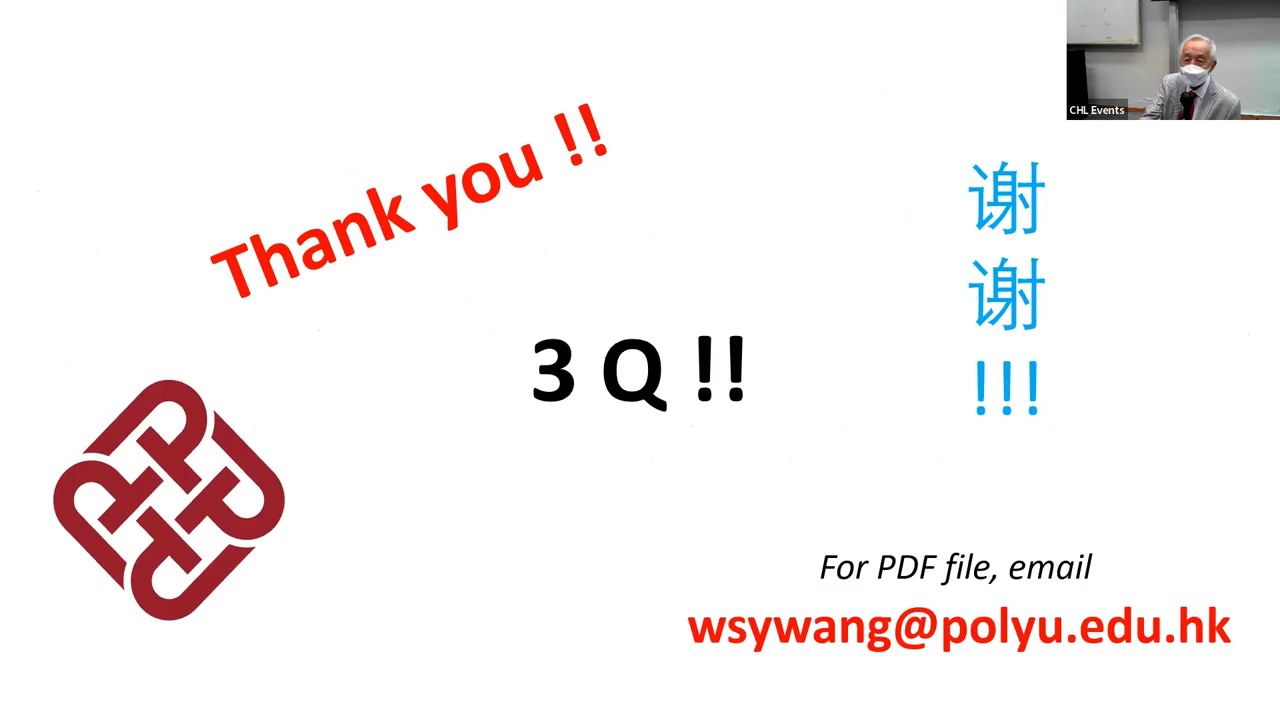 CHL Events
Thank you !!
谢
谢
!!!
3 Q !!
For PDF file, email
wsywang@polyu.edu.hk